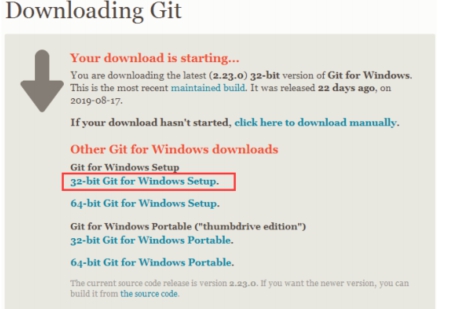 Downloading Git
Your download is starting...
You are downloading the latest (2.23.0) 32-bit version of Git for Windows.
This is the most recent maintained build. It was released 22 days ago, on
2019-08-17.
If your download hasn't started, click here to download manually.
Other Git for Windows downloads
Git for Windows Setup
32-bit Git for Windows Setup.
64-bit Git for Windows Setup.
Git for Windows Portable ("thumbdrive edition")
32-bit Git for Windows Portable.
64-bit Git for Windows Portable.
The current source code release is version 2.23.0. If you want the newer version, you can
build it from the source code.